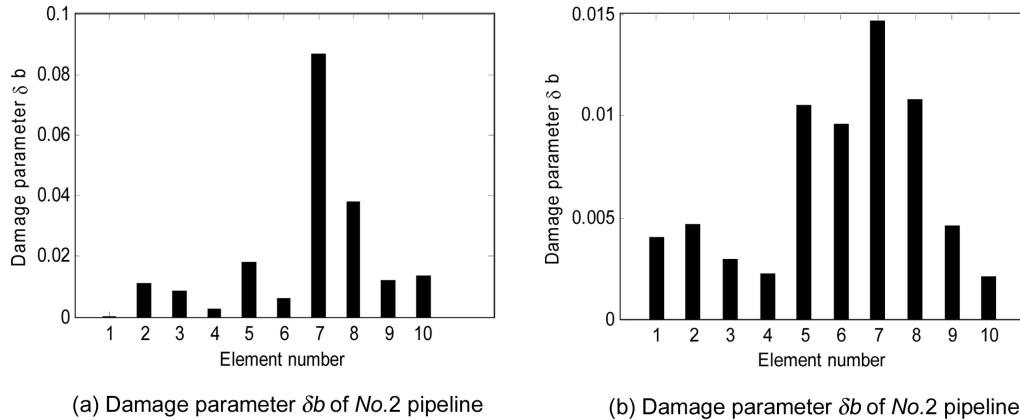 0.1
0.08
0.06
0.04
0.02
0
Damage parameter δ b
1 2 3 4 5 6 7 8 9 10
Element number
(a) Damage parameter δb of No.2 pipeline
0.015
0.01
0.005
0
Damage parameter δ b
1 2 3 4 5 6 7 8 9 10
Element number
(b) Damage parameter δb of No.2 pipeline